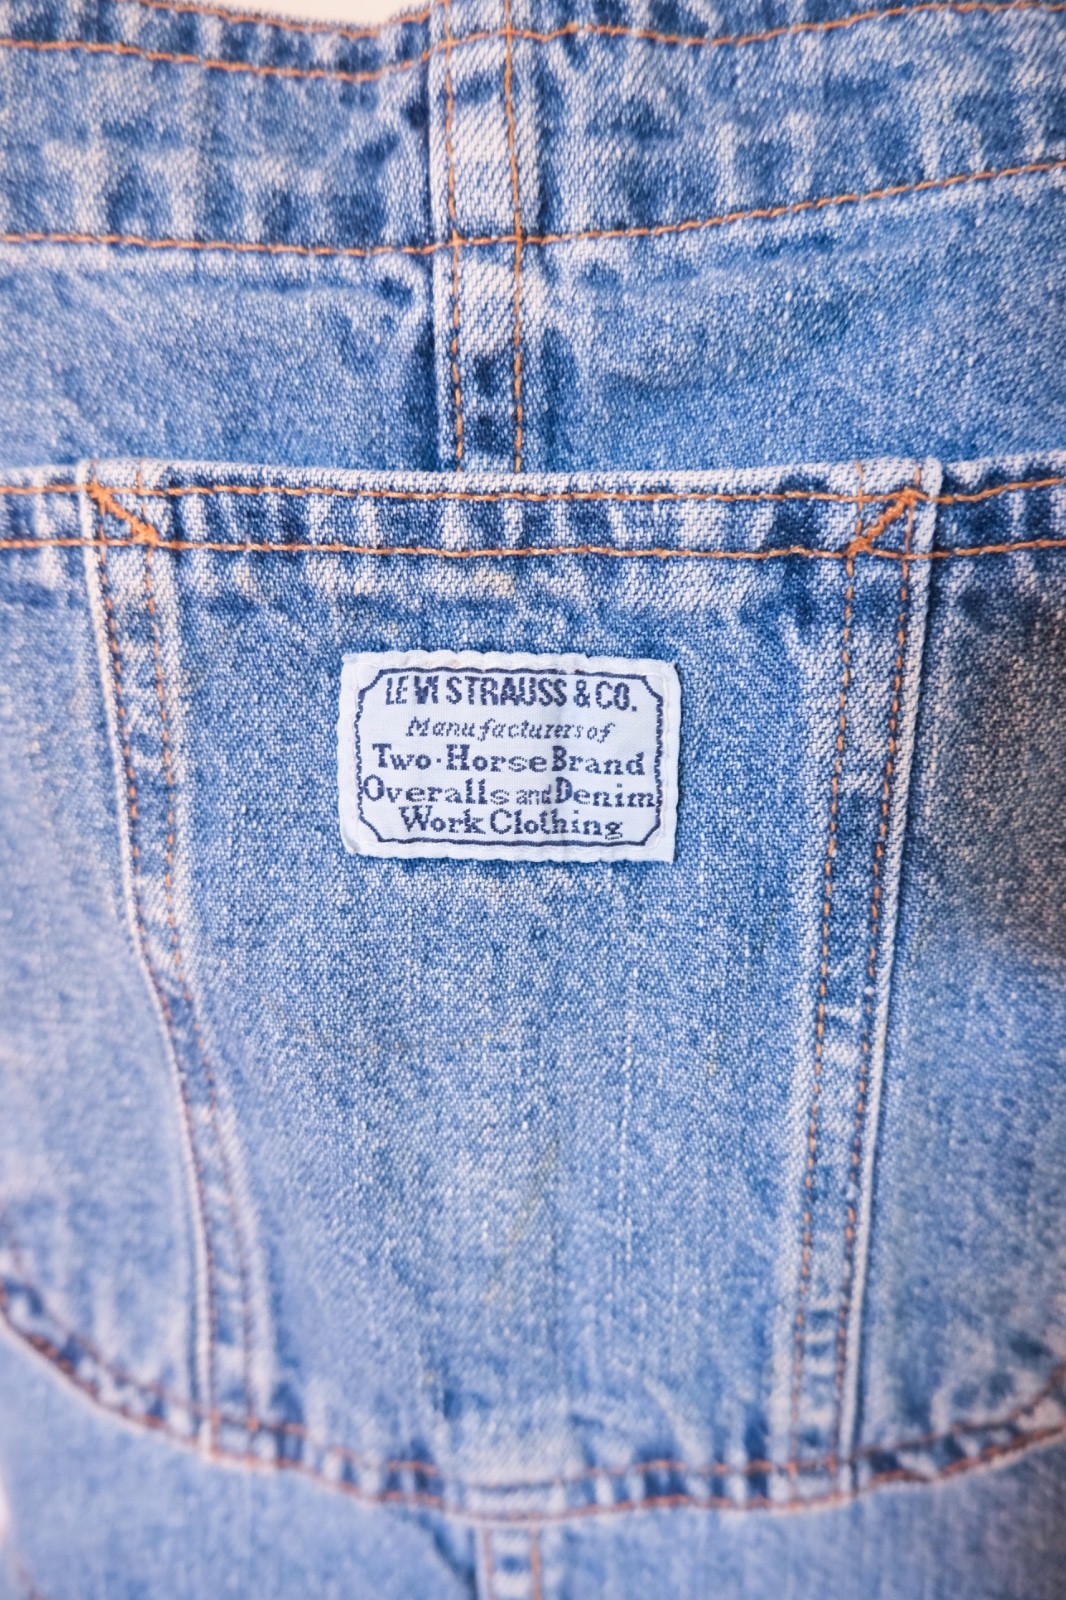 LEVI STRAUSS & CO.
Manufacturers of
Two-Horse Brand
Overalls and Denim
Work Clothing